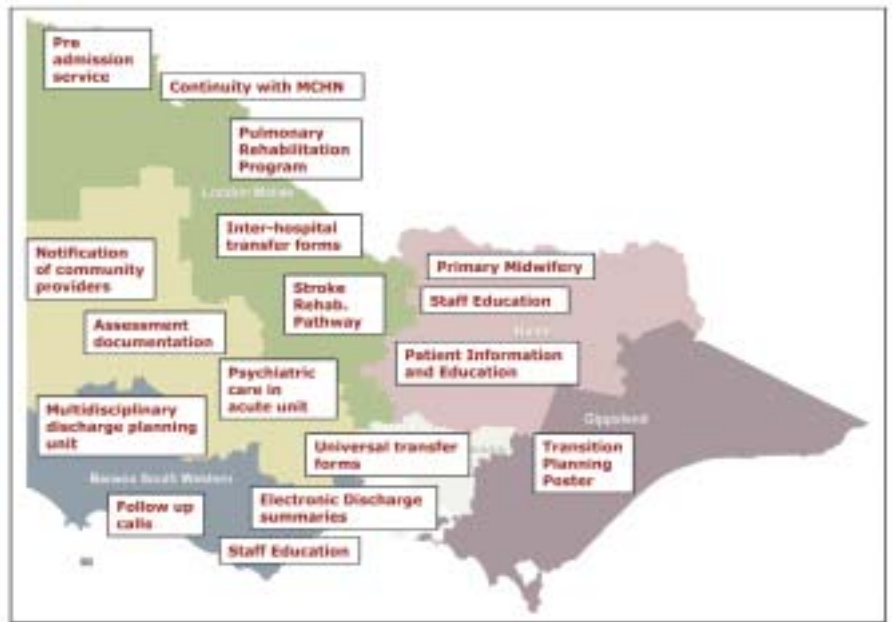 Pre
admission
service
Continuity with MCHN
Pulmonary
Rehabilitation
Program
Loddon Mallee
Inter-hospital
transfer forms
Notification
of community
providers
Primary Midwifery
Stroke
Rehab.
Pathway
Staff Education
Assessment
documentation
Hume
Patient Information
and Education
Psychiatric
care in
acute unit
Multidisciplinary
discharge planning
unit
Gippsland
Universal transfer
forms
Transition
Planning
Poster
Barwon South Western
Follow up
calls
Electronic Discharge
summaries
Staff Education